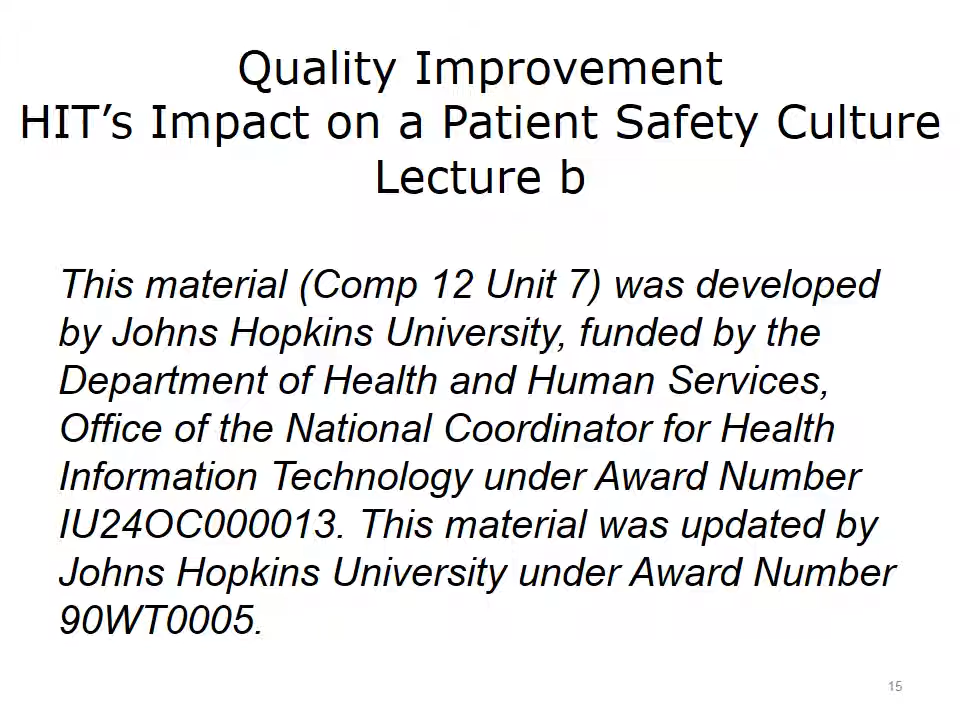 Quality Improvement
HIT’s Impact on a Patient Safety Culture
Lecture b
This material (Comp 12 Unit 7) was developed
by Johns Hopkins University, funded by the
Department of Health and Human Services,
Office of the National Coordinator for Health
Information Technology under Award Number
IU24OC000013. This material was updated by
Johns Hopkins University under Award Number
90WT0005.
15